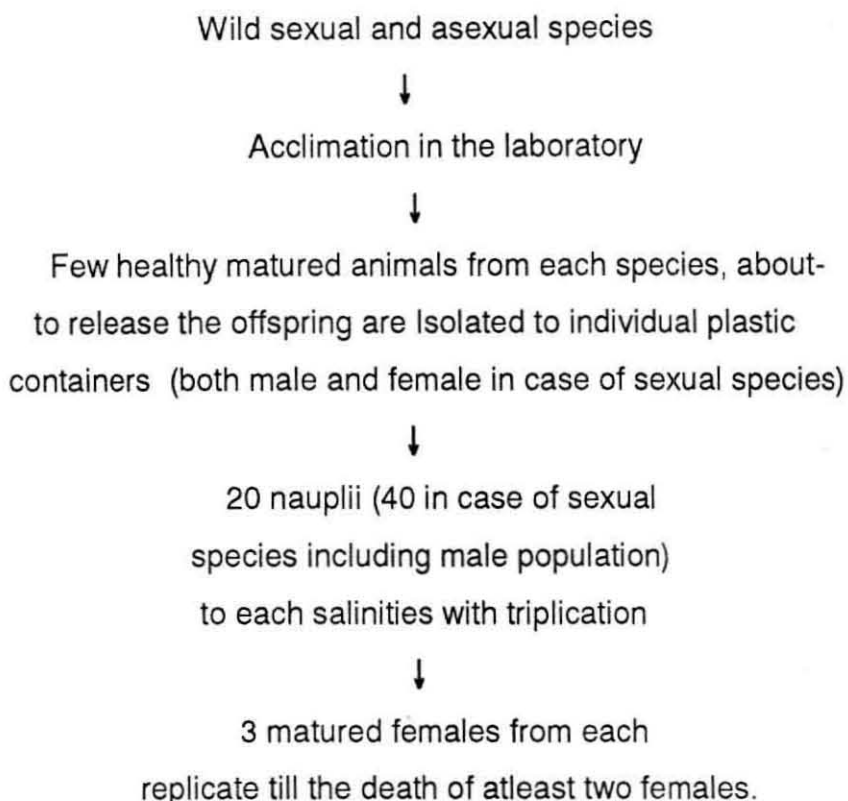 Wild sexual and asexual species
↓
Acclimation in the laboratory
↓
Few healthy matured animals from each species, about-
to release the offspring are Isolated to individual plastic
containers (both male and female in case of sexual species)
↓
20 nauplii (40 in case of sexual
species including male population)
to each salinities with triplication
↓
3 matured females from each
replicate till the death of atleast two females.